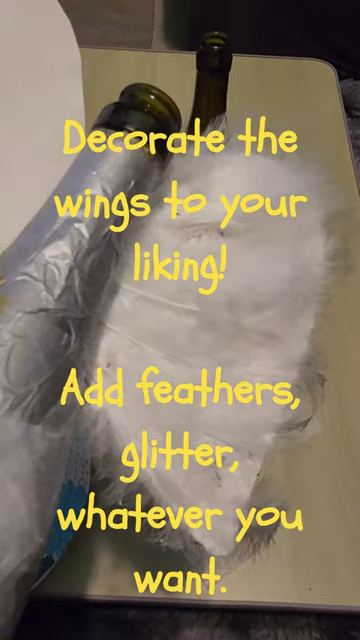 Decorate the
wings to your
liking!
Add feathers,
glitter,
whatever you
want.